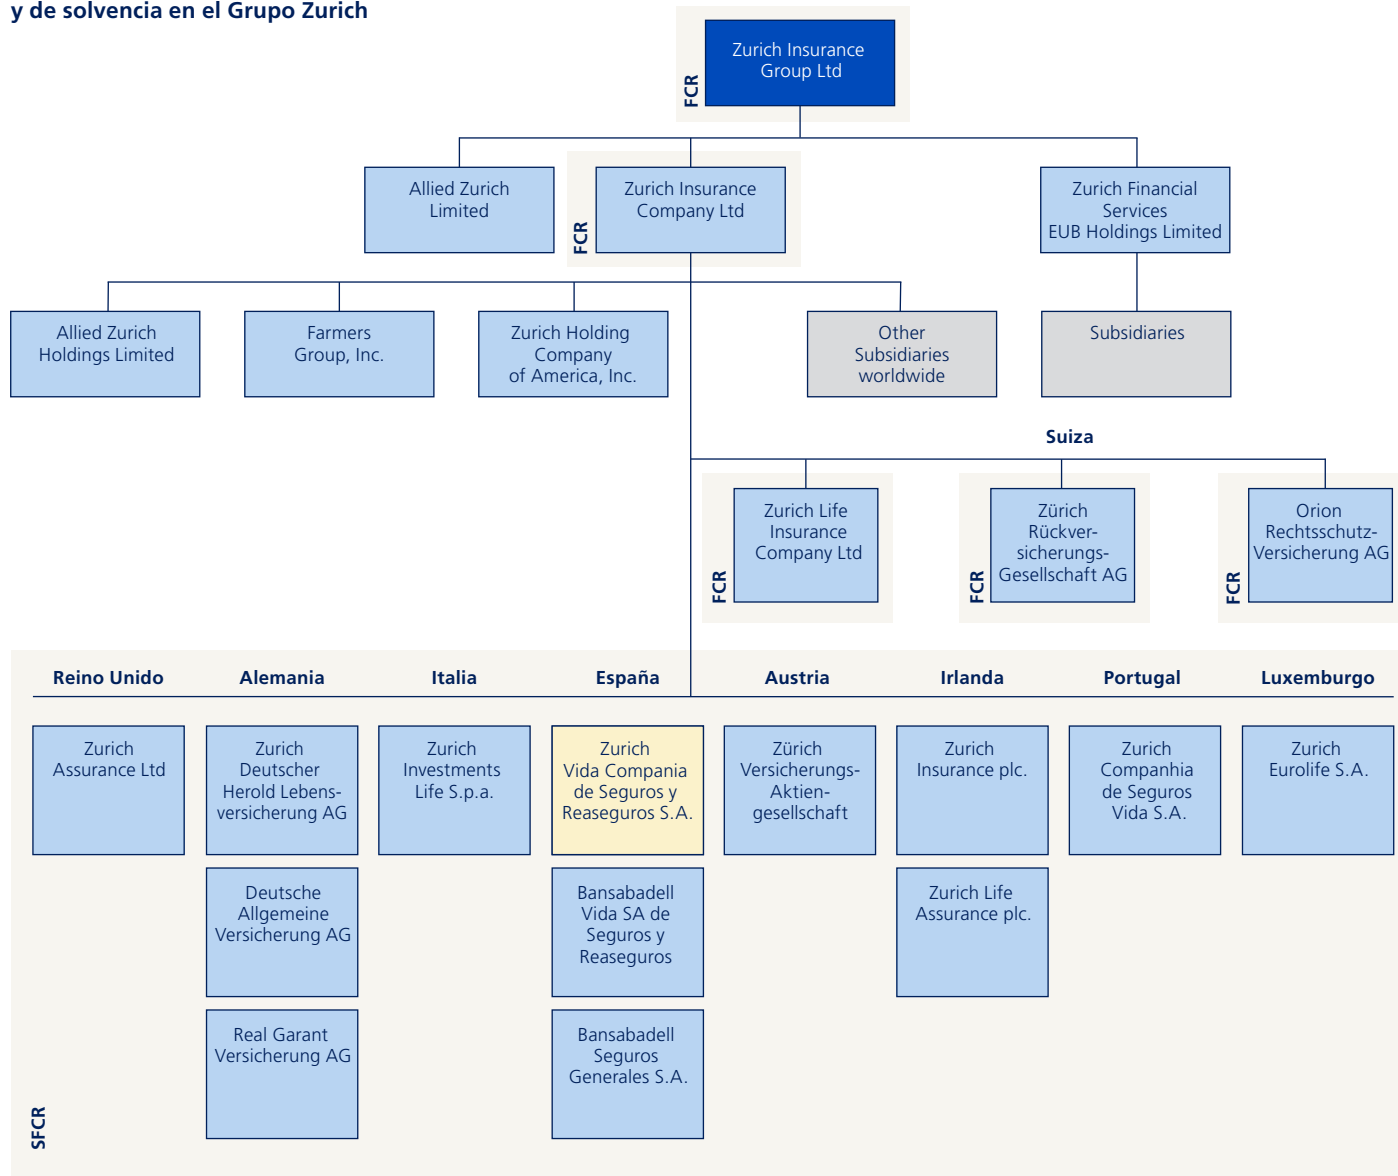 y de solvencia en el Grupo Zurich
Zurich Insurance
Group Ltd
FCR
Allied Zurich
Limited
Zurich Insurance
Company Ltd
FCR
Zurich Financial
Services
EUB Holdings Limited
Allied Zurich
Holdings Limited
Farmers
Group, Inc.
Zurich Holding
Company
of America, Inc.
Other
Subsidiaries
worldwide
Subsidiaries
Suiza
Zurich Life
Insurance
Company Ltd
FCR
Zürich
Rückver-
sicherungs-
Gesellschaft AG
FCR
Orion
Rechtsschutz-
Versicherung AG
FCR
Reino Unido
Alemania
Italia
España
Austria
Irlanda
Portugal
Luxemburgo
Zurich
Assurance Ltd
Zurich
Deutscher
Herold Lebens-
versicherung AG
Zurich
Investments
Life S.p.a.
Zurich
Vida Compania
de Seguros y
Reaseguros S.A.
Zürich
Versicherungs-
Aktien-
gesellschaft
Zurich
Insurance plc.
Zurich
Companhia
de Seguros
Vida S.A.
Zurich
Eurolife S.A.
Deutsche
Allgemeine
Versicherung AG
Bansabadell
Vida SA de
Seguros y
Reaseguros
Zurich Life
Assurance plc.
Real Garant
Versicherung AG
Bansabadell
Seguros
Generales S.A.
SFCR